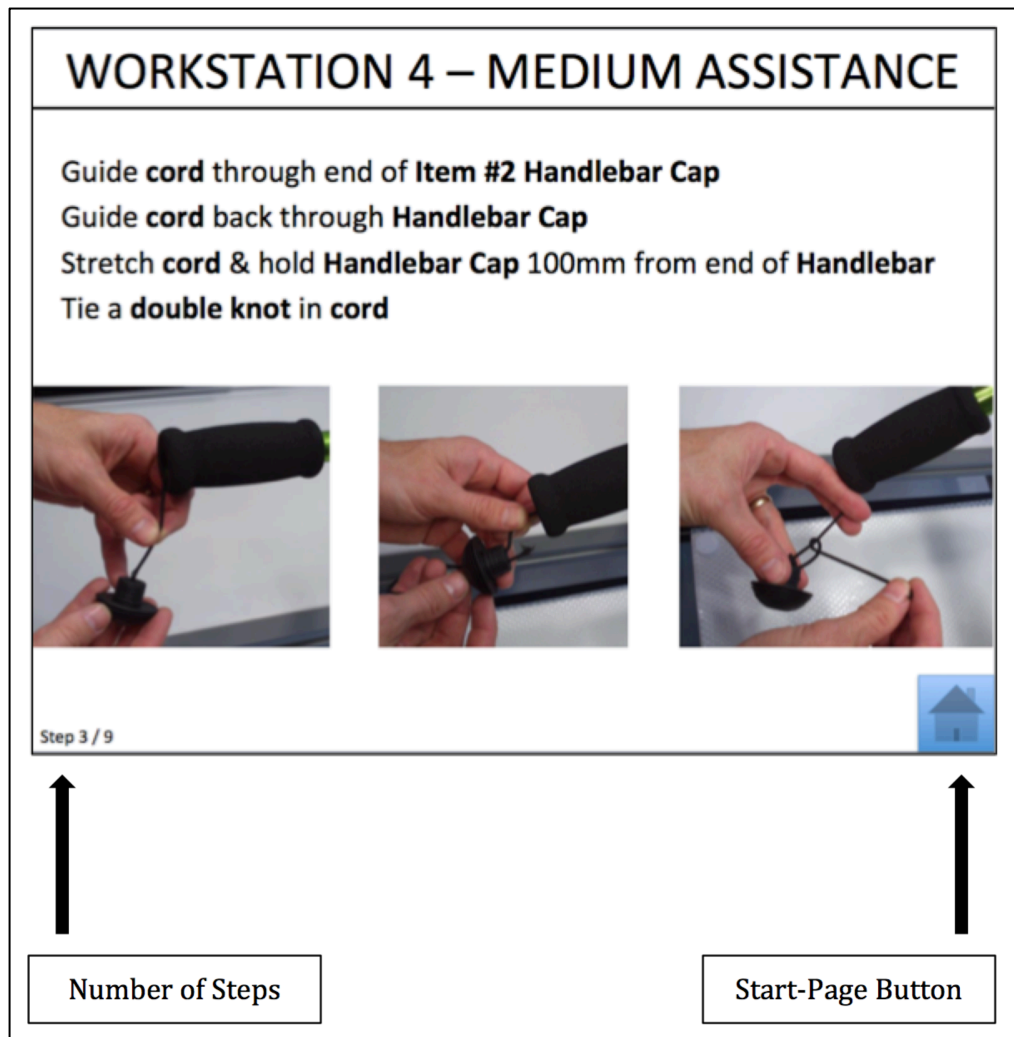 WORKSTATION 4 – MEDIUM ASSISTANCE
Guide cord through end of Item #2 Handlebar Cap
Guide cord back through Handlebar Cap
Stretch cord & hold Handlebar Cap 100mm from end of Handlebar
Tie a double knot in cord
Step 3 / 9
Number of Steps
Start-Page Button